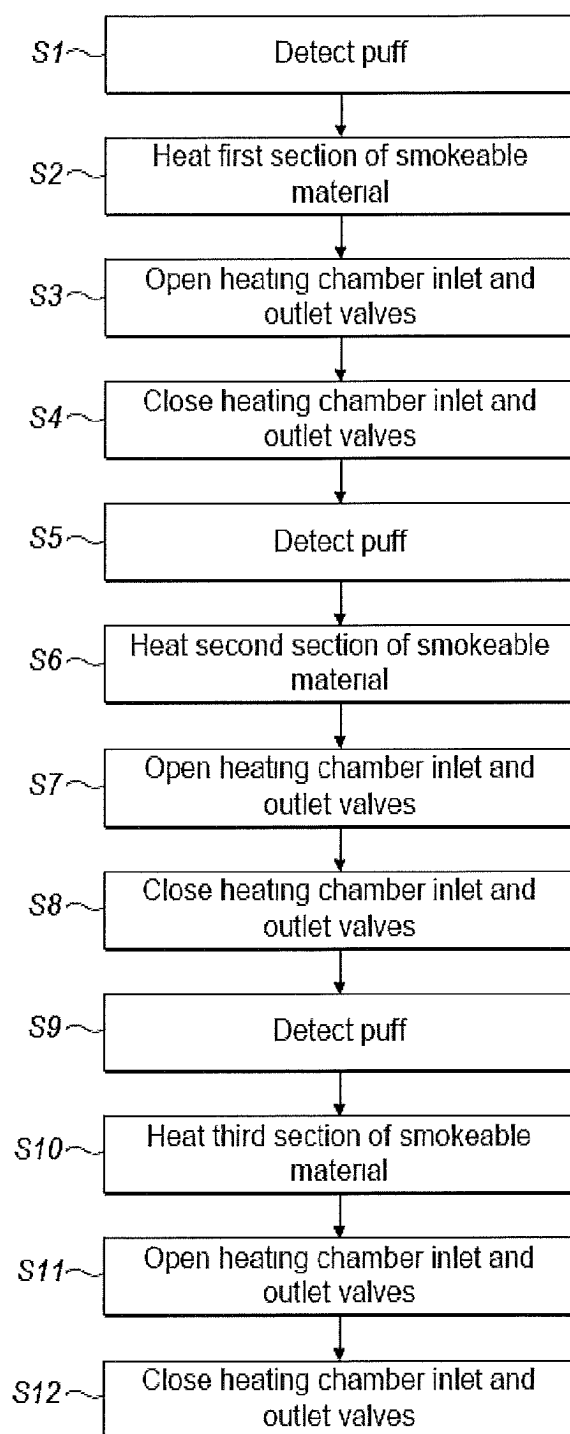 S1
Detect puff
S2
Heat first section of smokeable
material
S3
Open heating chamber inlet and
outlet valves
S4
Close heating chamber inlet and
outlet valves
S5
Detect puff
S6
Heat second section of smokeable
material
S7
Open heating chamber inlet and
outlet valves
S8
Close heating chamber inlet and
outlet valves
S9
Detect puff
S10
Heat third section of smokeable
material
S11
Open heating chamber inlet and
outlet valves
S12
Close heating chamber inlet and
outlet valves